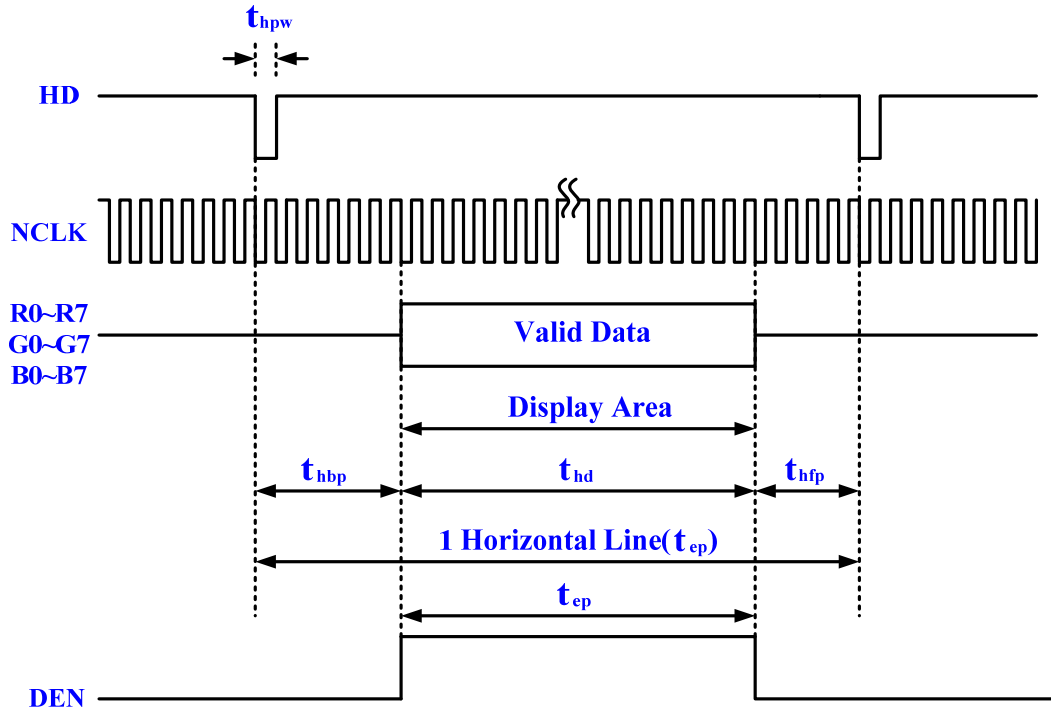 thpw
HD
NCLK
R0~R7
G0~G7
B0~B7
Valid Data
Display Area
thbp
thd
thfp
1 Horizontal Line(tep)
tep
DEN